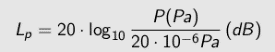 L_p = 20 · log_10 P(Pa) / 20 · 10^−6 Pa (dB)